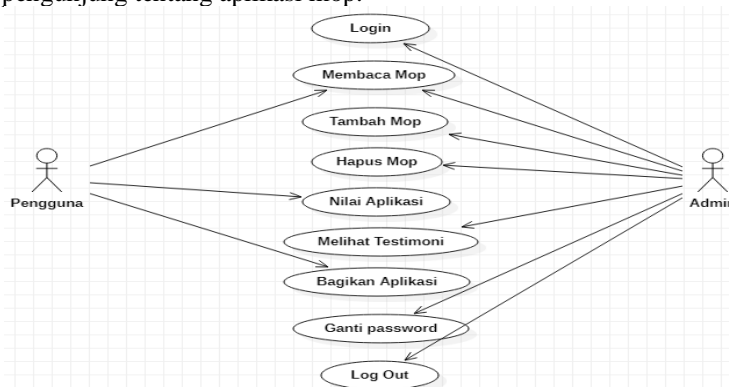 pengunjung tentang aplikasi mop.
Login
Membaca Mop
Tambah Mop
Hapus Mop
Pengguna
Nilai Aplikasi
Admin
Melihat Testimoni
Bagikan Aplikasi
Ganti password
Log Out